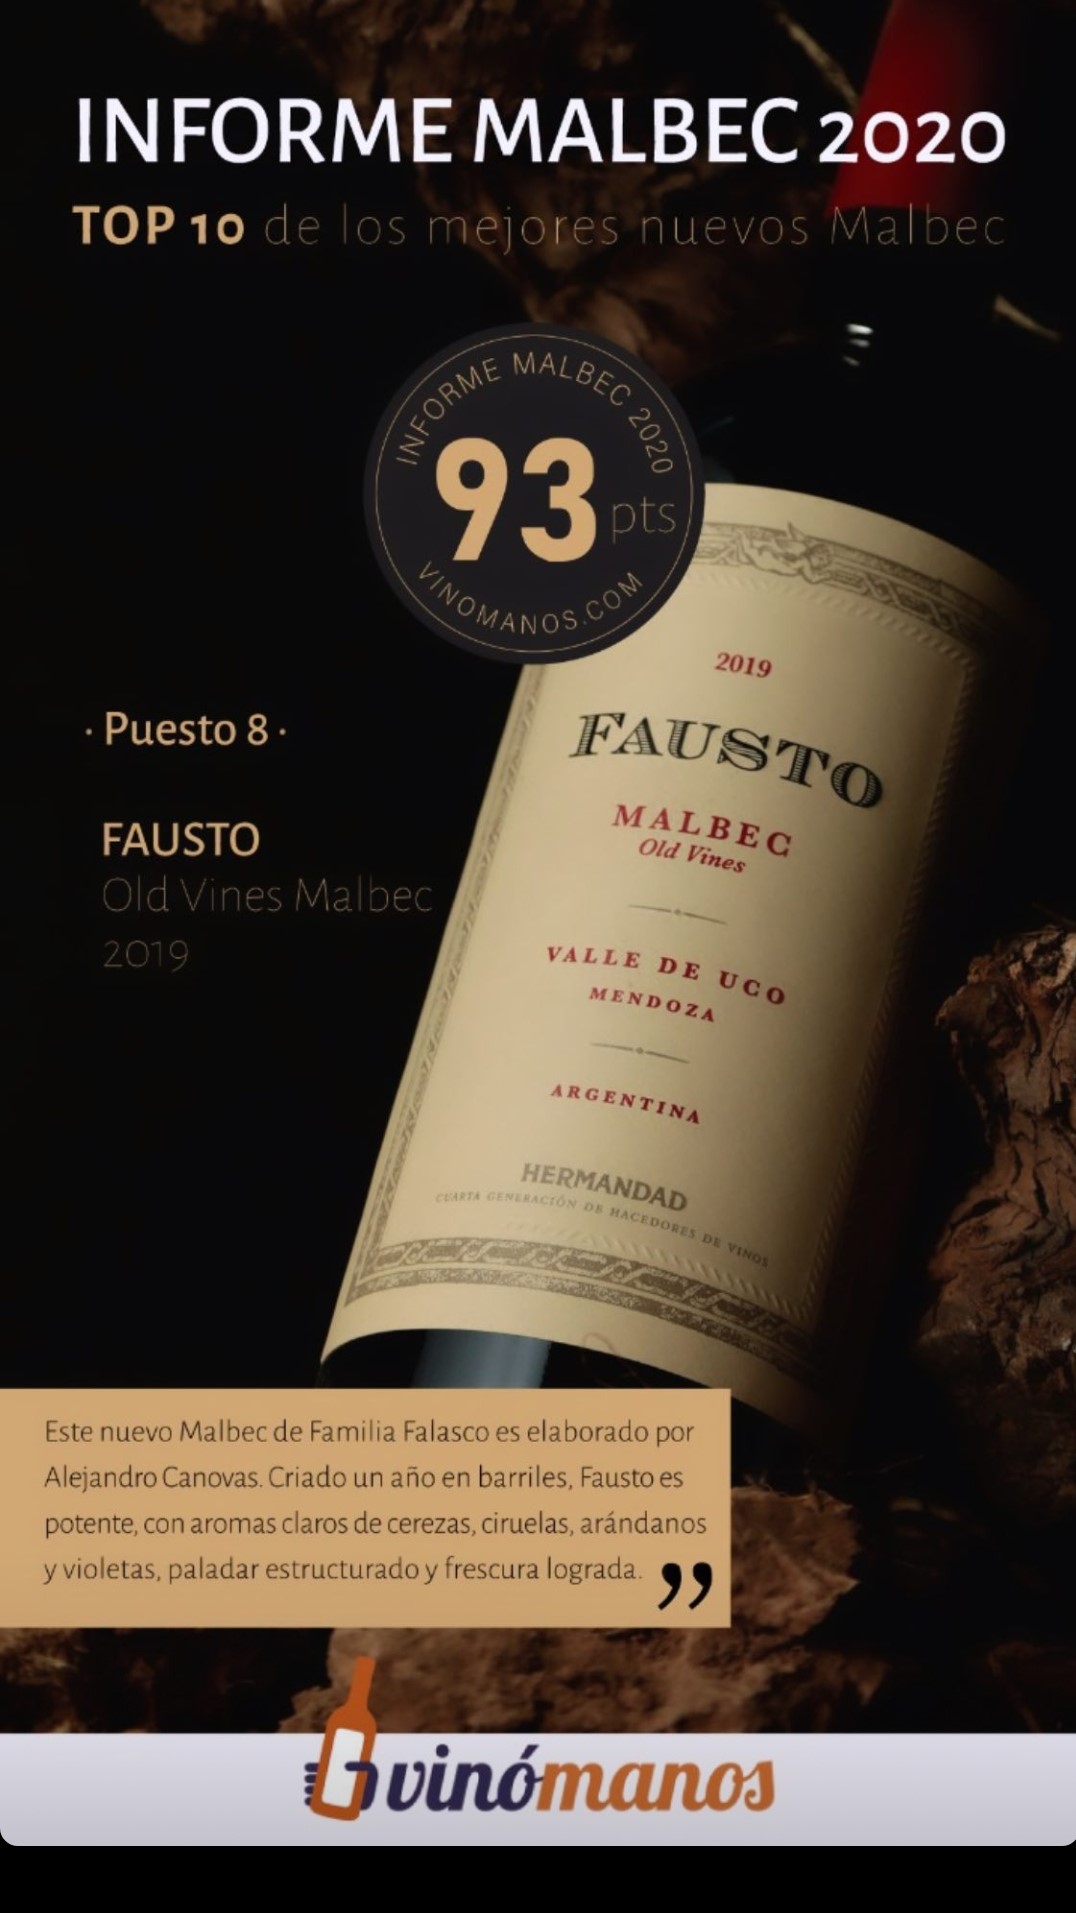 INFORME MALBEC 2020
TOP 10 de los mejores nuevos Malbec
INFORME MALBEC 2020
93 pts
VINOMANOS.COM
2019
FAUSTO
MALBEC
Old Vines
VALLE DE UCO
MENDOZA
ARGENTINA
HERMANDAD
CUARTA GENERACIÓN DE HACEDORES DE VINOS
· Puesto 8 ·
FAUSTO
Old Vines Malbec
2019
Este nuevo Malbec de Familia Falasco es elaborado por
Alejandro Canovas. Criado un año en barriles, Fausto es
potente, con aromas claros de cerezas, ciruelas, arándanos
y violetas, paladar estructurado y frescura lograda. ”
vinómanos